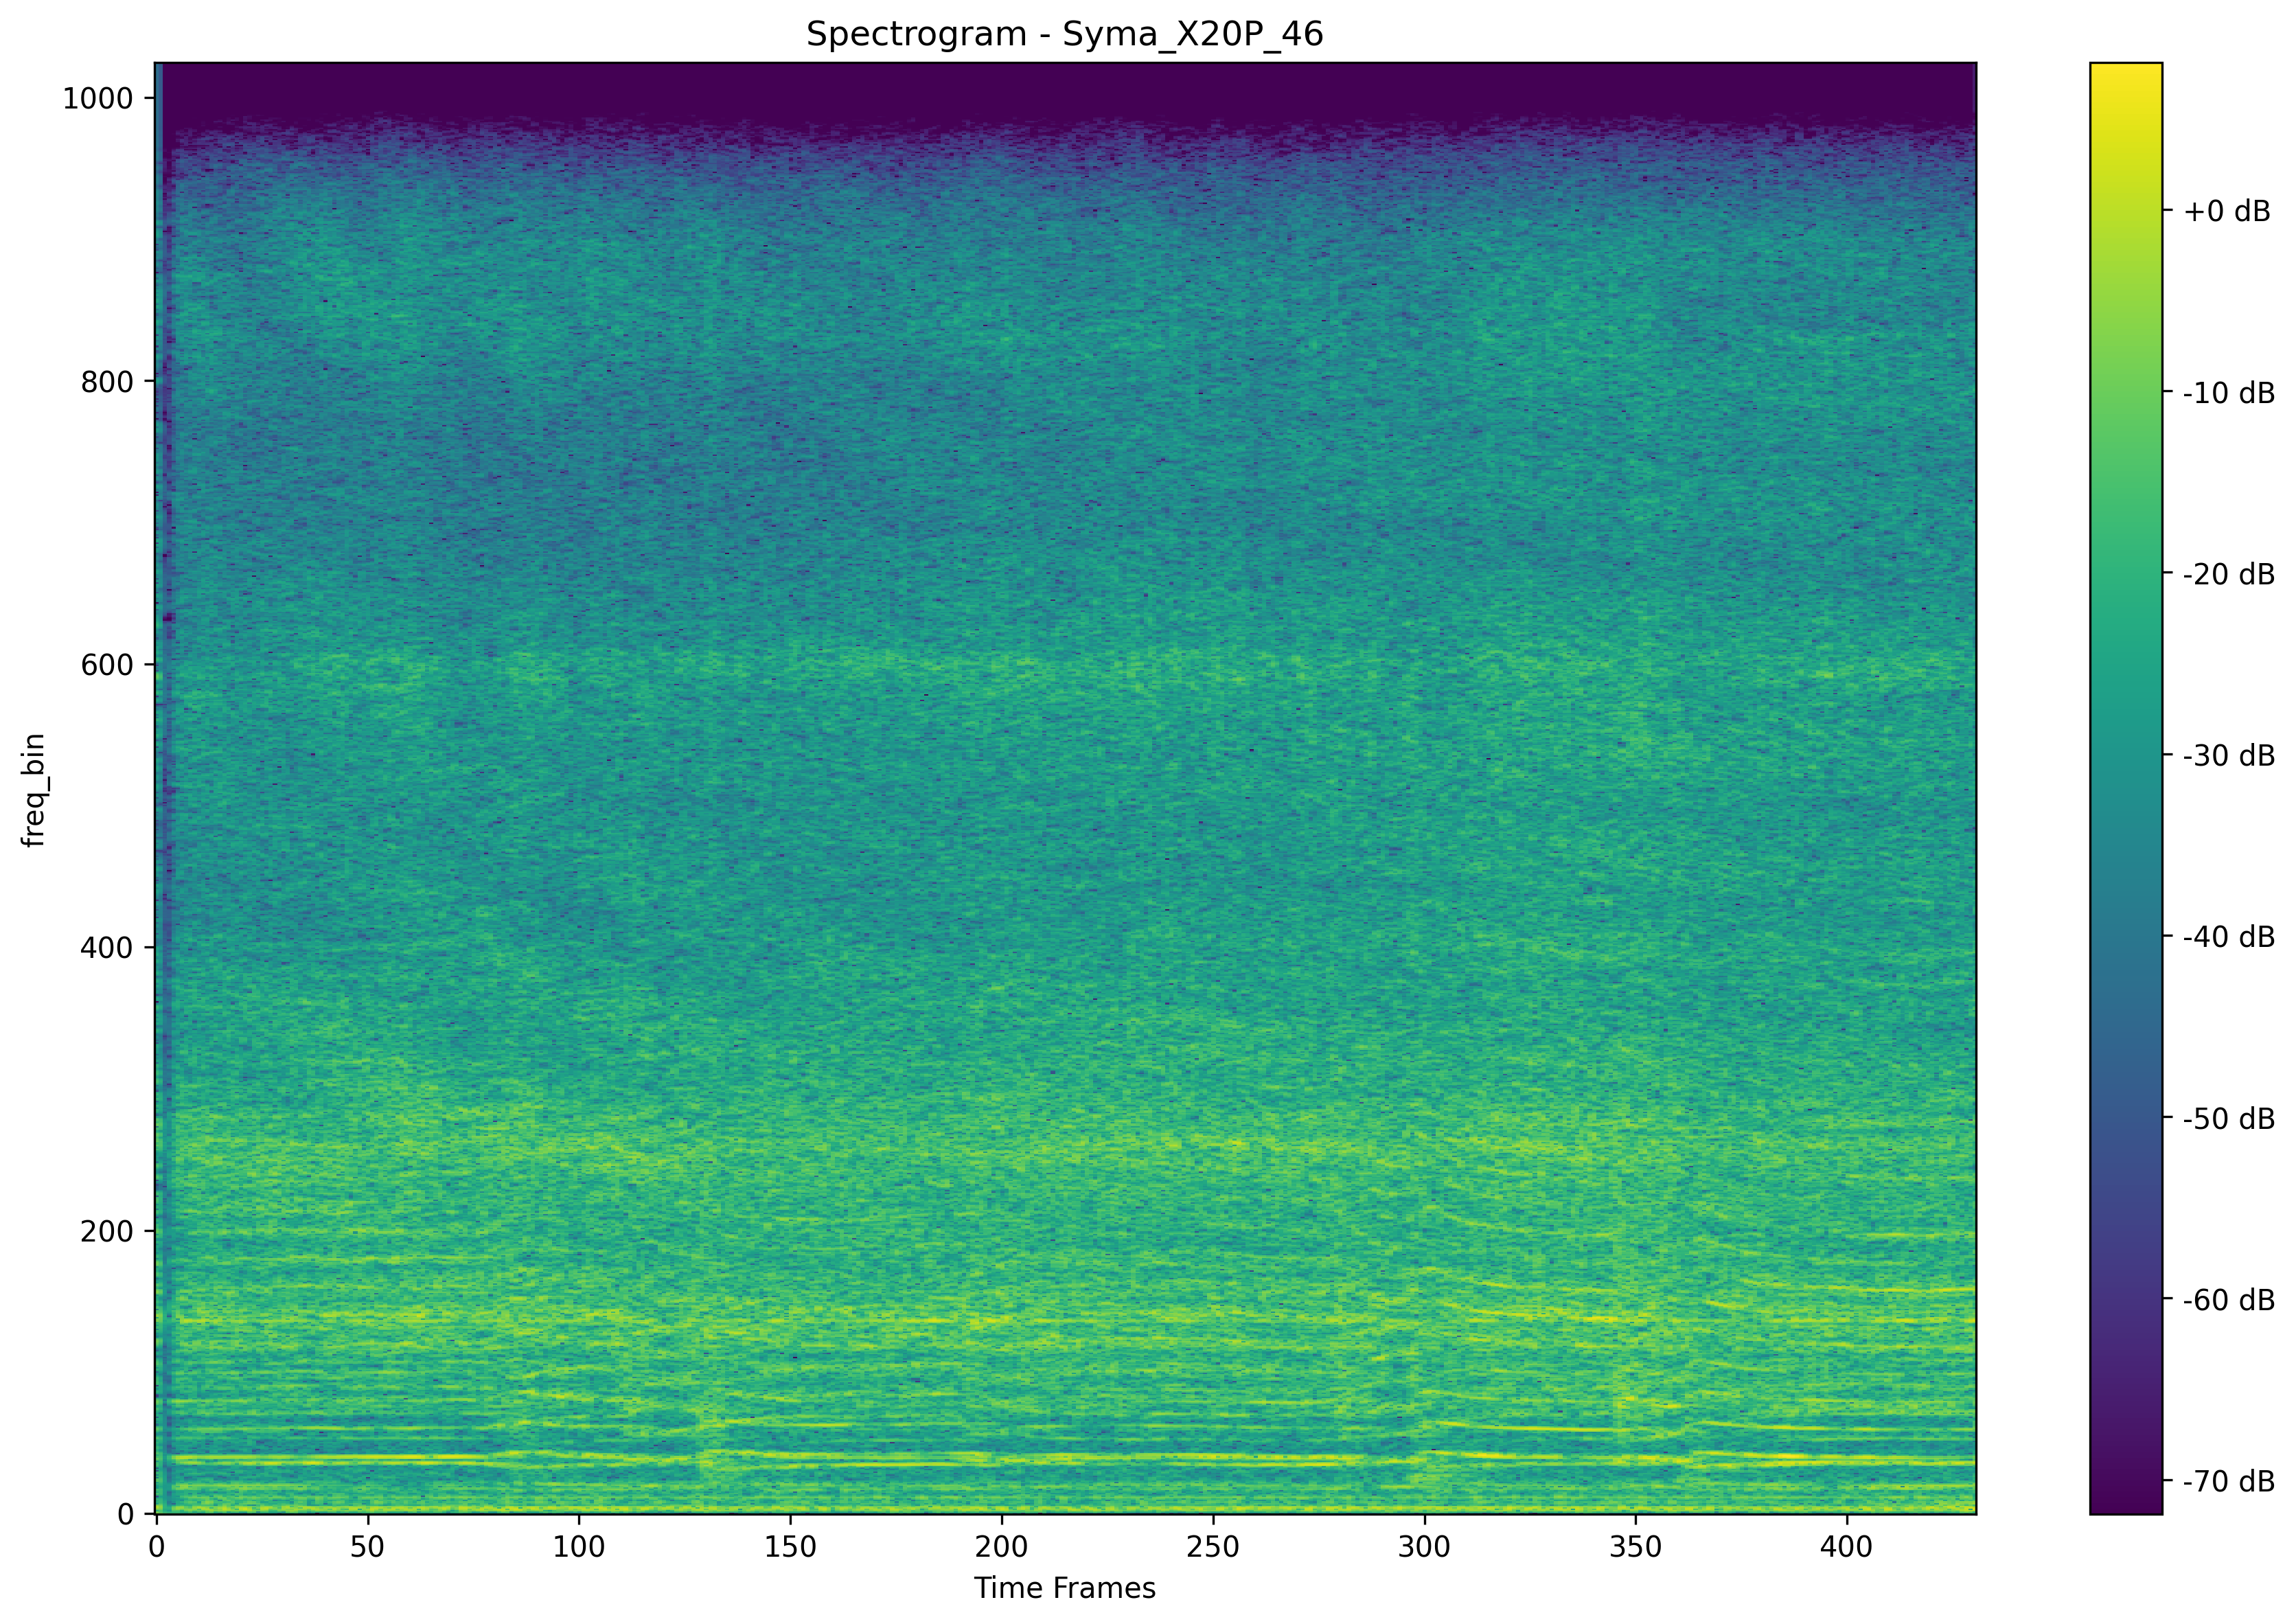 Spectrogram - Syma_X20P_46
1000
800
600
400
200
0
freq_bin
0 50 100 150 200 250 300 350 400
Time Frames
+0 dB
-10 dB
-20 dB
-30 dB
-40 dB
-50 dB
-60 dB
-70 dB